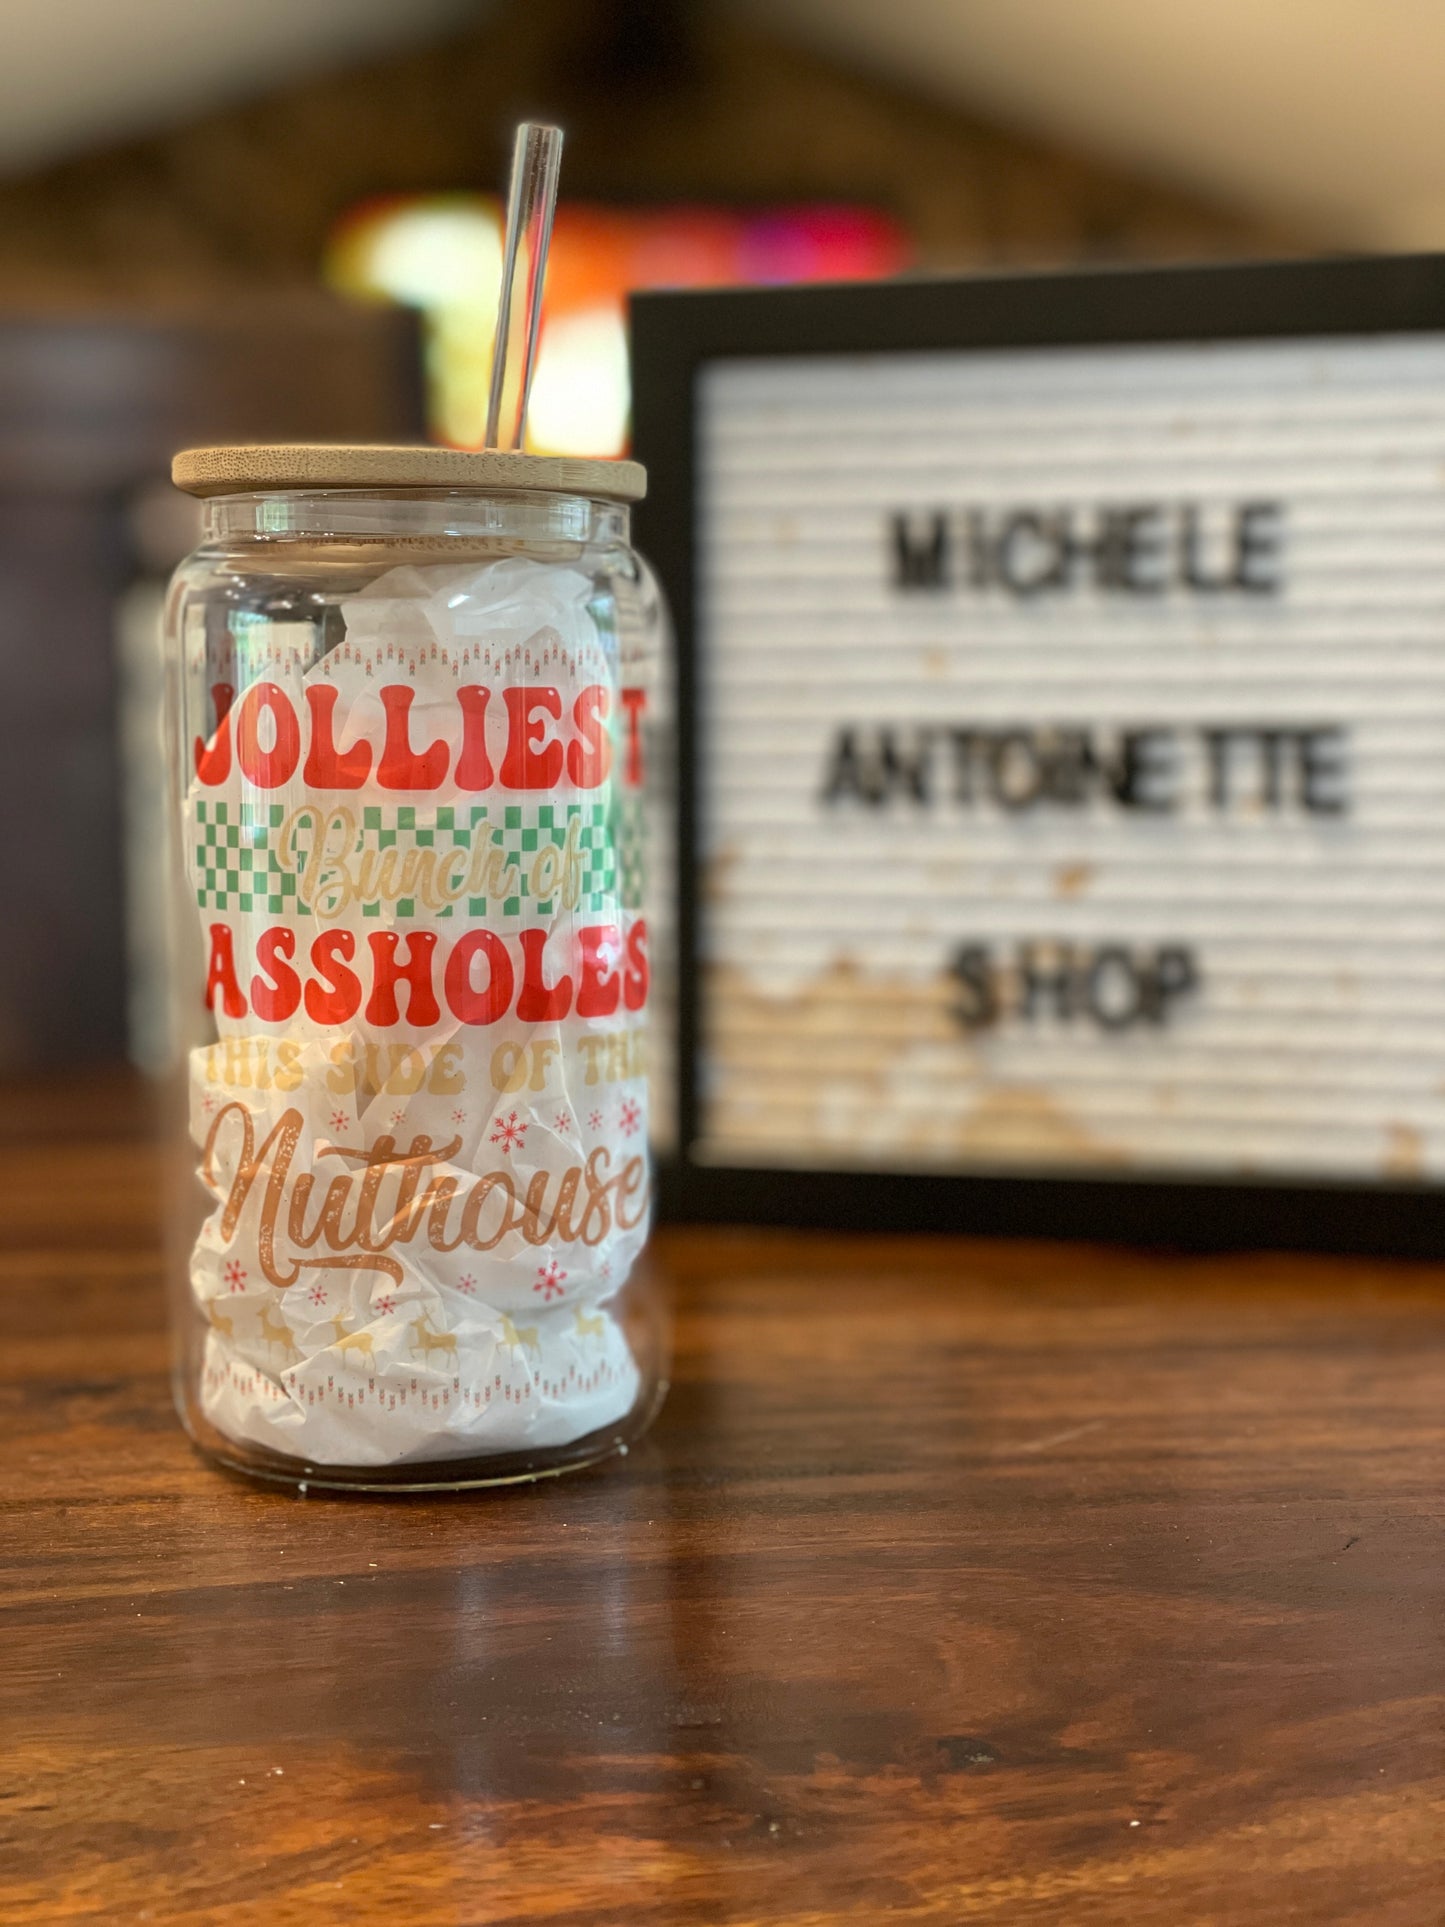 JOLLIEST
Bunch of
ASSHOLES
THIS SIDE OF THE
Nuthouse
MICHELE
ANTOINETTE
SHOP